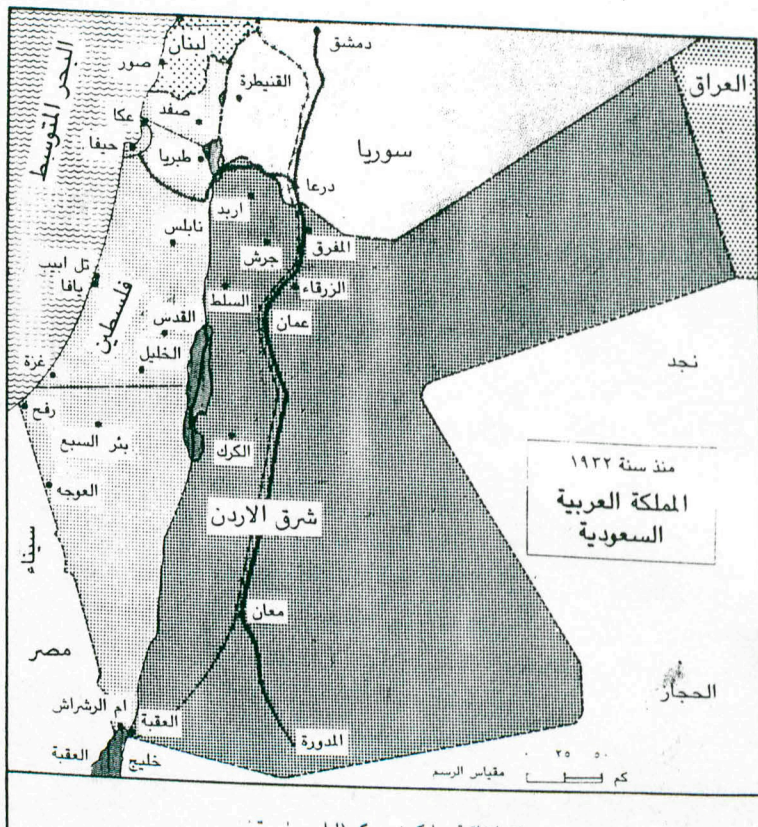 دمشق
لبنان
صور
البحر المتوسط
القنيطرة
العراق
صفد
عكا
حيفا
طبريا
سوريا
درعا
اربد
نابلس
المفرق
جرش
تل ابيب
يافا
الزرقاء
السلط
فلسطين
القدس
عمان
الخليل
غزة
نجد
رفح
بئر السبع
الكرك
منذ سنة ١٩٣٢
المملكة العربية
السعودية
العوجه
شرق الاردن
سيناء
معان
مصر
الحجاز
ام الرشراش
العقبة
المدورة
خليج العقبة
٠ ٢٥ ٥٠
مقياس الرسم
كم